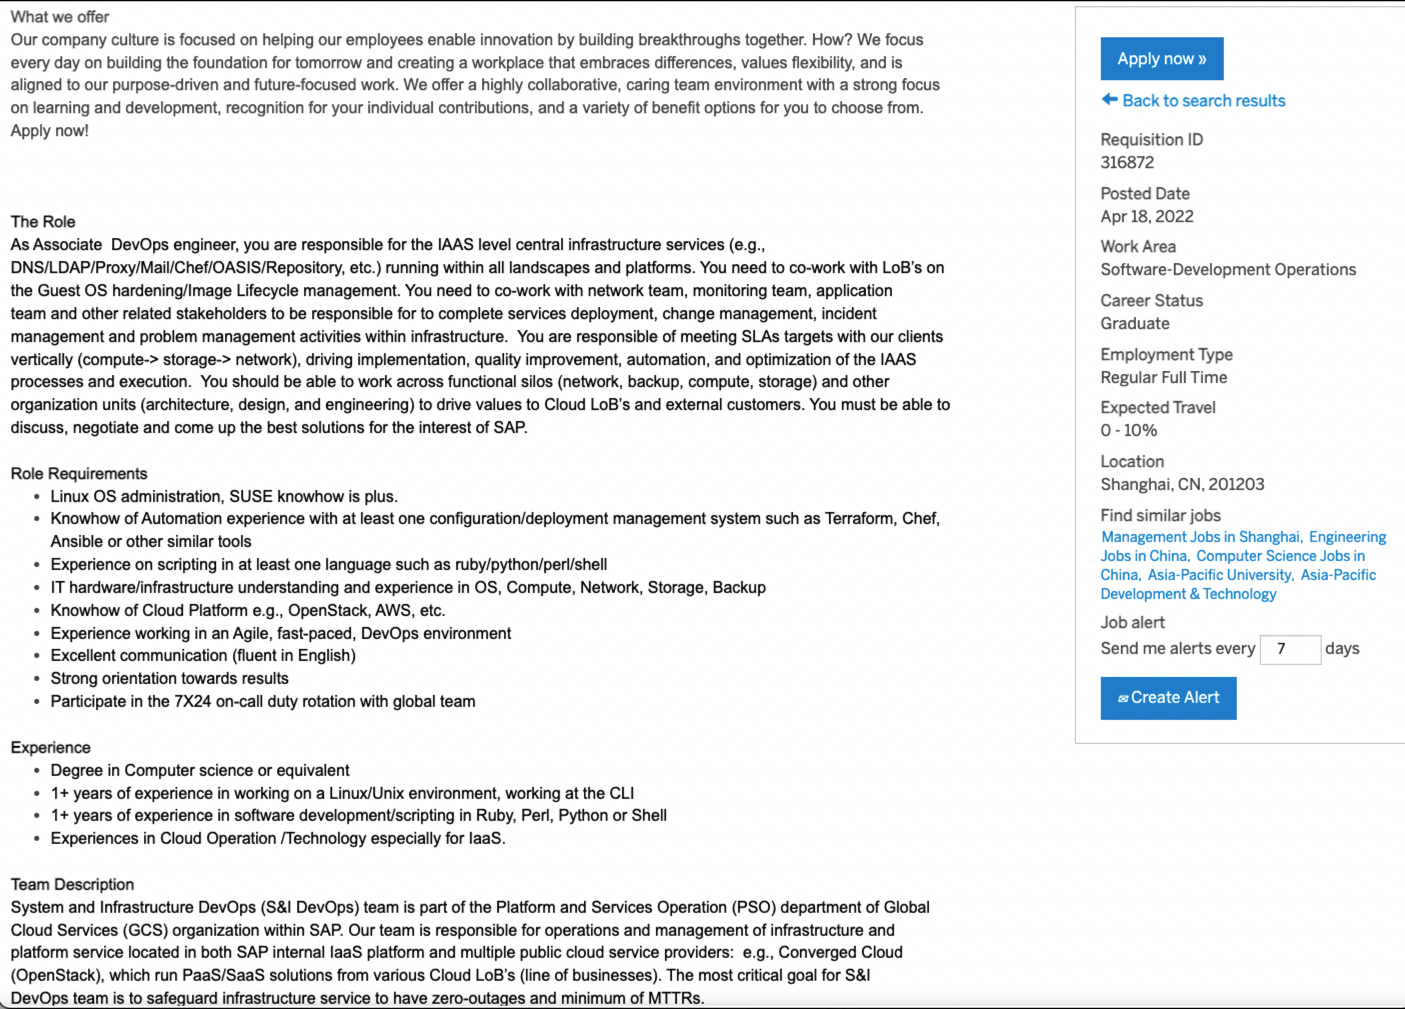 What we offer
Our company culture is focused on helping our employees enable innovation by building breakthroughs together. How? We focus
every day on building the foundation for tomorrow and creating a workplace that embraces differences, values flexibility, and is
aligned to our purpose-driven and future-focused work. We offer a highly collaborative, caring team environment with a strong focus
on learning and development, recognition for your individual contributions, and a variety of benefit options for you to choose from.
Apply now!
The Role
As Associate  DevOps engineer, you are responsible for the IAAS level central infrastructure services (e.g.,
DNS/LDAP/Proxy/Mail/Chef/OASIS/Repository, etc.) running within all landscapes and platforms. You need to co-work with LoB's on
the Guest OS hardening/Image Lifecycle management. You need to co-work with network team, monitoring team, application
team and other related stakeholders to be responsible for to complete services deployment, change management, incident
management and problem management activities within infrastructure.  You are responsible of meeting SLAs targets with our clients
vertically (compute-> storage-> network), driving implementation, quality improvement, automation, and optimization of the IAAS
processes and execution.  You should be able to work across functional silos (network, backup, compute, storage) and other
organization units (architecture, design, and engineering) to drive values to Cloud LoB's and external customers. You must be able to
discuss, negotiate and come up the best solutions for the interest of SAP.
Role Requirements
• Linux OS administration, SUSE knowhow is plus.
• Knowhow of Automation experience with at least one configuration/deployment management system such as Terraform, Chef,
Ansible or other similar tools
• Experience on scripting in at least one language such as ruby/python/perl/shell
• IT hardware/infrastructure understanding and experience in OS, Compute, Network, Storage, Backup
• Knowhow of Cloud Platform e.g., OpenStack, AWS, etc.
• Experience working in an Agile, fast-paced, DevOps environment
• Excellent communication (fluent in English)
• Strong orientation towards results
• Participate in the 7X24 on-call duty rotation with global team
Experience
• Degree in Computer science or equivalent
• 1+ years of experience in working on a Linux/Unix environment, working at the CLI
• 1+ years of experience in software development/scripting in Ruby, Perl, Python or Shell
• Experiences in Cloud Operation /Technology especially for IaaS.
Team Description
System and Infrastructure DevOps (S&I DevOps) team is part of the Platform and Services Operation (PSO) department of Global
Cloud Services (GCS) organization within SAP. Our team is responsible for operations and management of infrastructure and
platform service located in both SAP internal IaaS platform and multiple public cloud service providers:  e.g., Converged Cloud
(OpenStack), which run PaaS/SaaS solutions from various Cloud LoB's (line of businesses). The most critical goal for S&I
DevOps team is to safeguard infrastructure service to have zero-outages and minimum of MTTRs.
Apply now »
Back to search results
Requisition ID
316872
Posted Date
Apr 18, 2022
Work Area
Software-Development Operations
Career Status
Graduate
Employment Type
Regular Full Time
Expected Travel
0 - 10%
Location
Shanghai, CN, 201203
Find similar jobs
Management Jobs in Shanghai, Engineering
Jobs in China, Computer Science Jobs in
China, Asia-Pacific University, Asia-Pacific
Development & Technology
Job alert
Send me alerts every 7 days
Create Alert